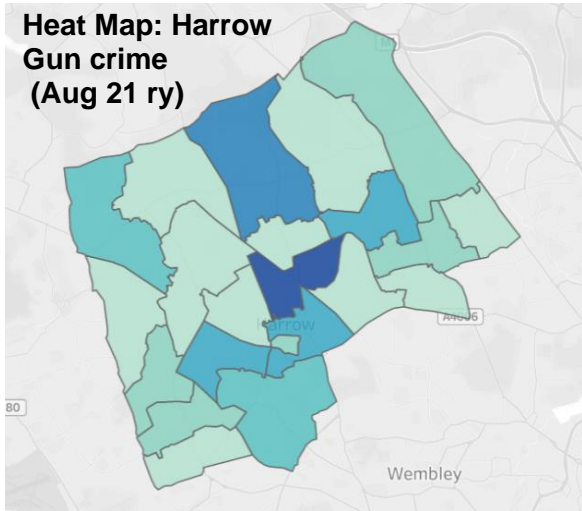 Heat Map: Harrow
Gun crime
(Aug 21 ry)
Harrow
A4006
80
Wembley